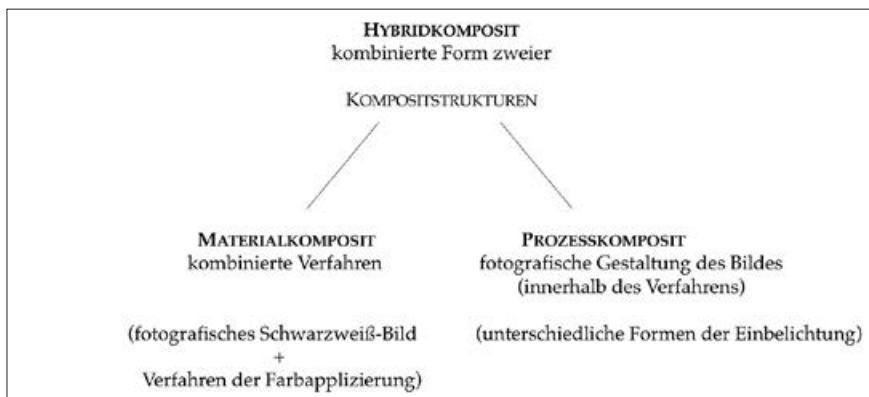 HYBRIDKOMPOSIT
kombinierte Form zweier
KOMPOSITSTRUKTUREN
MATERIALKOMPOSIT
kombinierte Verfahren
(fotografisches Schwarzweiß-Bild
+
Verfahren der Farbapplizierung)
PROZESSKOMPOSIT
fotografische Gestaltung des Bildes
(innerhalb des Verfahrens)
(unterschiedliche Formen der Einbelichtung)